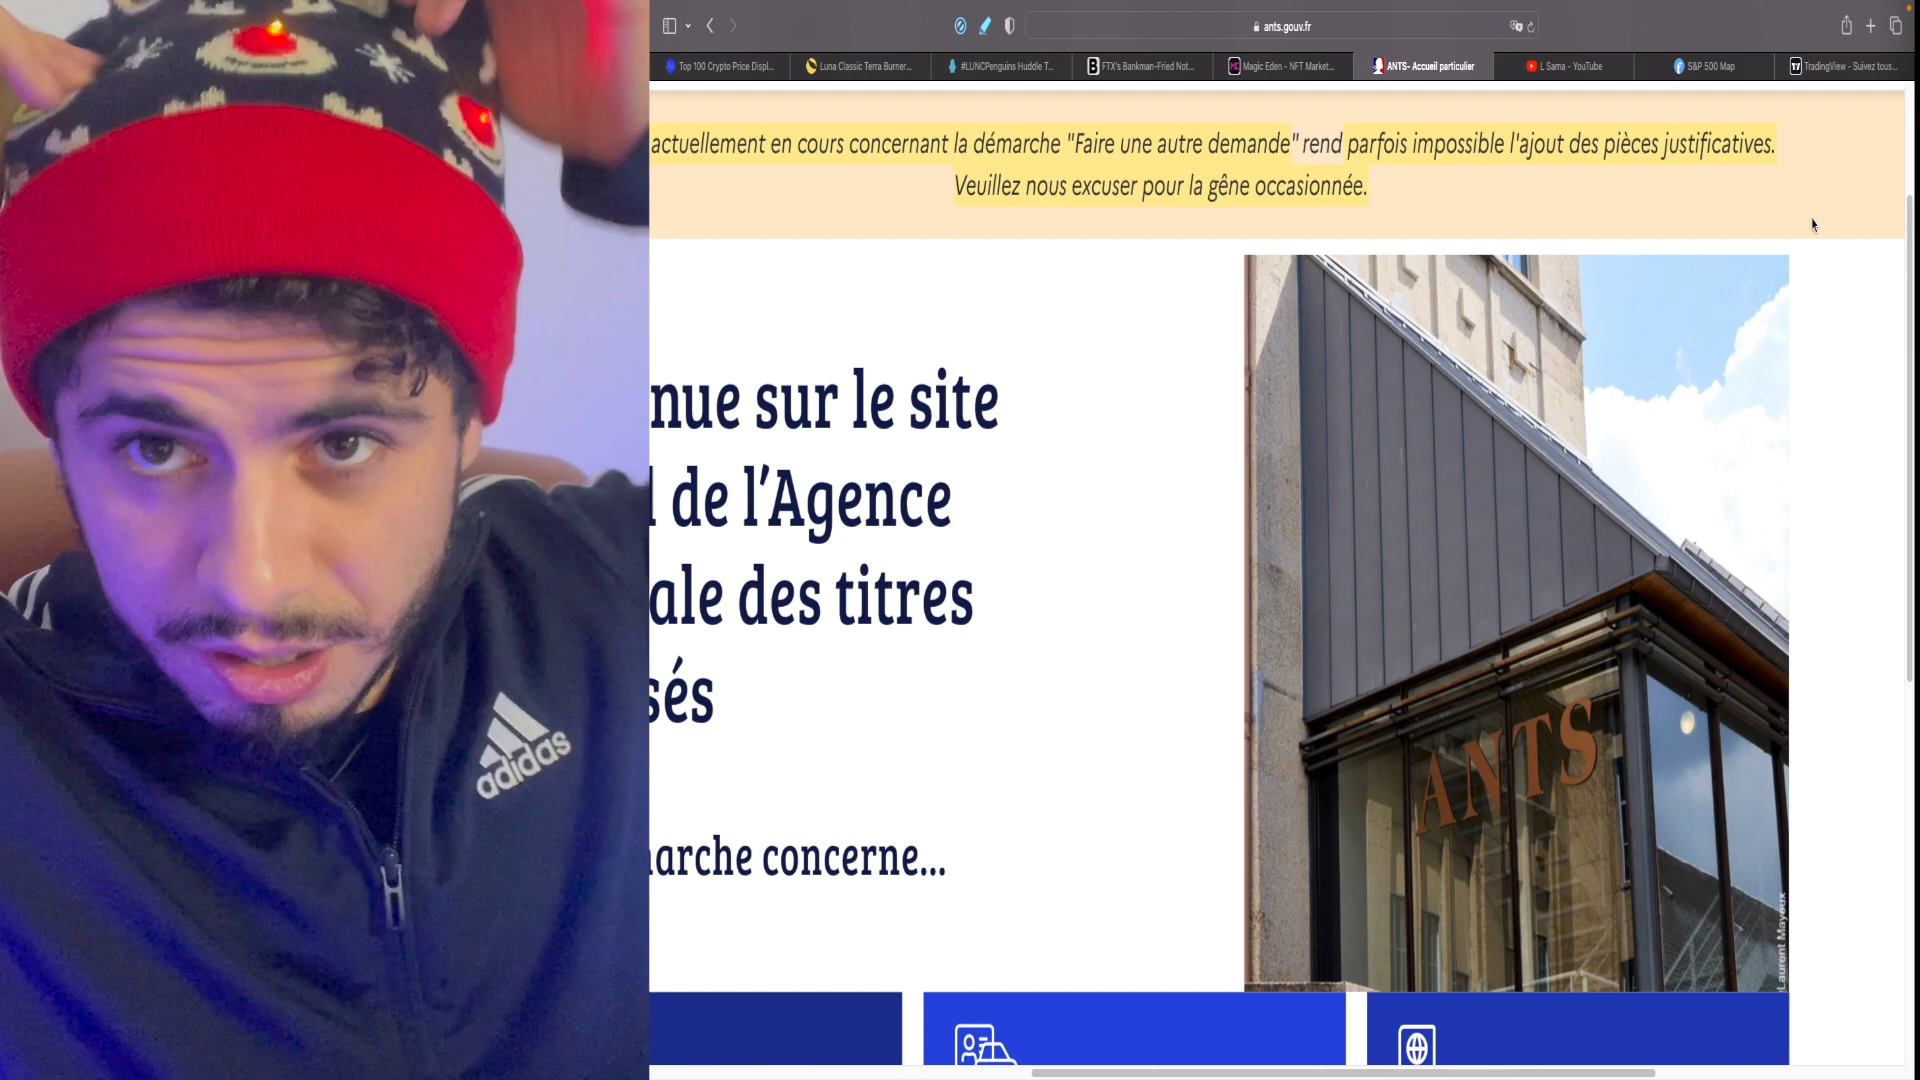 ants.gouv.fr
Top 100 Crypto Price Displ...
Luna Classic Terra Burner...
#LUNCPenguins Huddle T...
FTX's Bankman-Fried Not...
Magic Eden - NFT Market...
ANTS- Accueil particulier
L Sama - YouTube
S&P 500 Map
TradingView - Suivez tous...
actuellement en cours concernant la démarche "Faire une autre demande" rend parfois impossible l'ajout des pièces justificatives.
Veuillez nous excuser pour la gêne occasionnée.
nue sur le site
l de l'Agence
ale des titres
sés
arche concerne...
ANTS
Laurent Mayeux
adidas